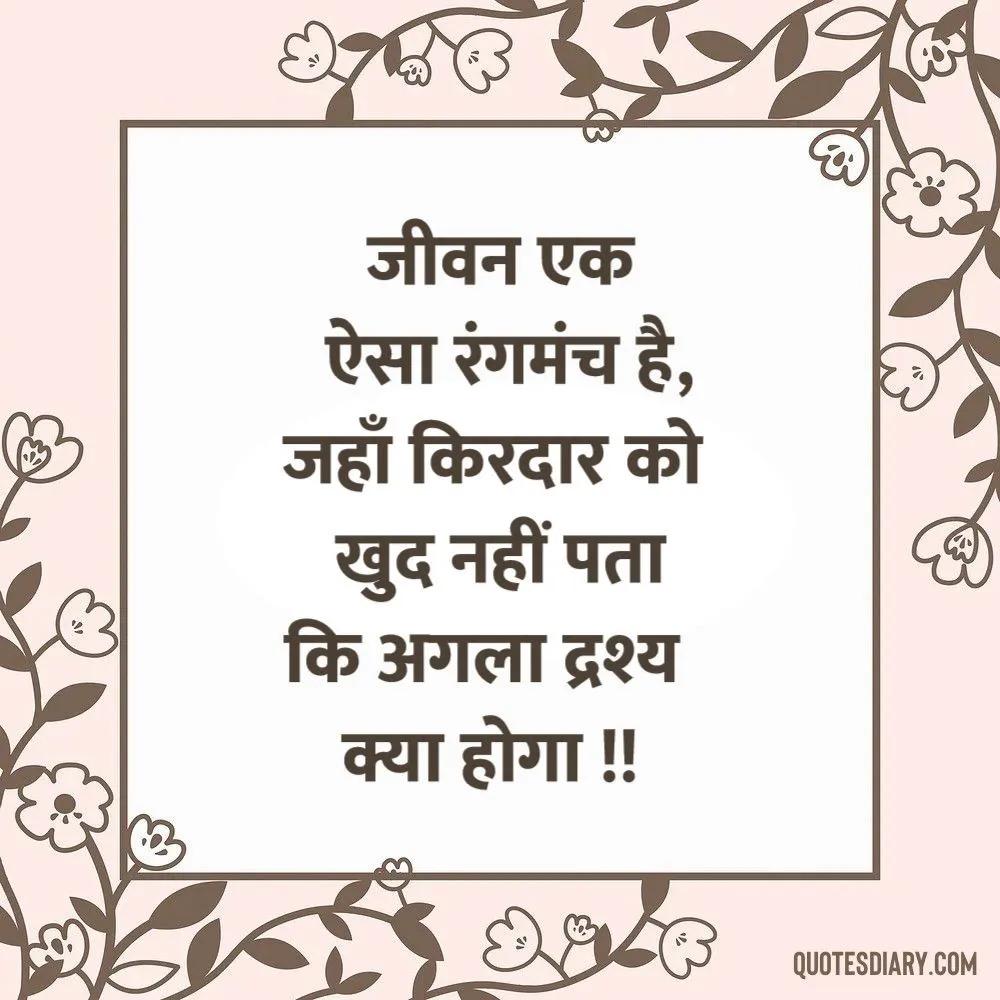 जीवन एक
ऐसा रंगमंच है,
जहाँ किरदार को
खुद नहीं पता
कि अगला द्रश्य
क्या होगा !!
QUOTESDIARY.COM